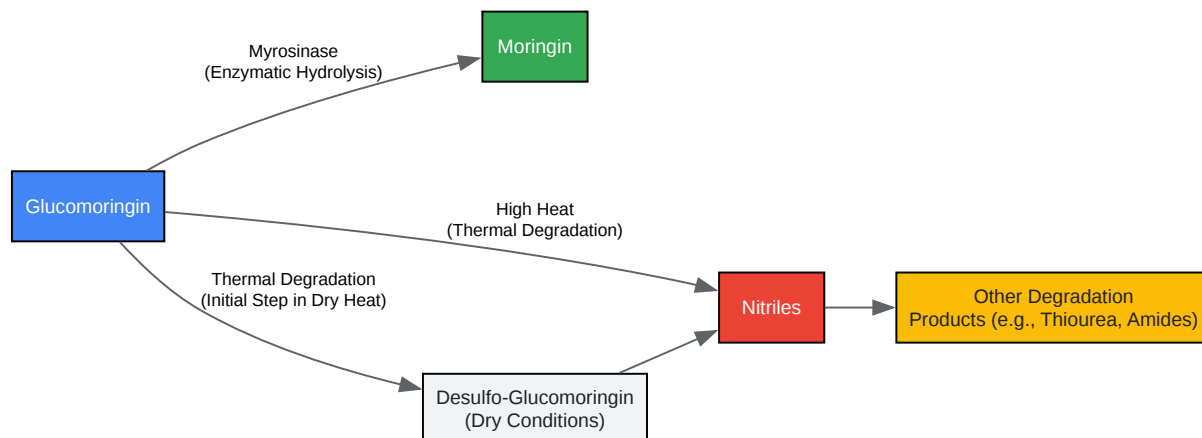 Moringin
Myrosinase
(Enzymatic Hydrolysis)
Glucomoringin
High Heat
(Thermal Degradation)
Thermal Degradation
(Initial Step in Dry Heat)
Nitriles
Other Degradation
Products (e.g., Thiourea, Amides)
Desulfo-Glucomoringin
(Dry Conditions)